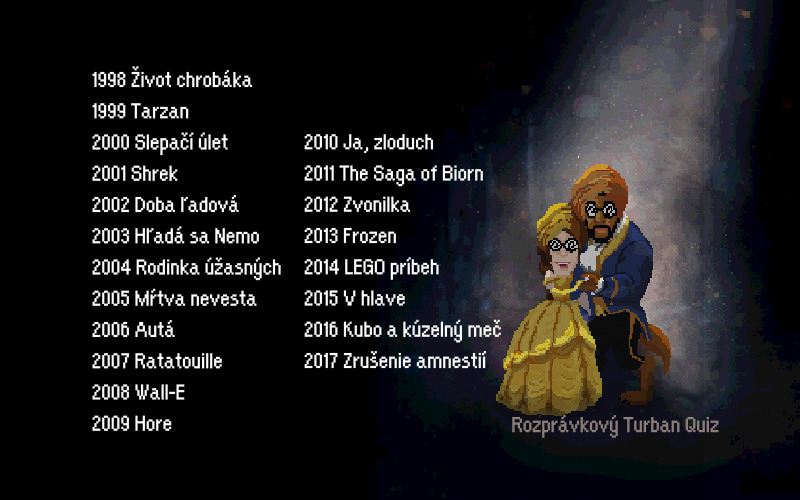 1998 Život chrobáka
1999 Tarzan
2000 Slepačí úlet
2001 Shrek
2002 Doba ľadová
2003 Hľadá sa Nemo
2004 Rodinka úžasných
2005 Mŕtva nevesta
2006 Autá
2007 Ratatouille
2008 Wall-E
2009 Hore
2010 Ja, zloduch
2011 The Saga of Biorn
2012 Zvonilka
2013 Frozen
2014 LEGO príbeh
2015 V hlave
2016 Kubo a kúzelný meč
2017 Zrušenie amnestií
Rozprávkový Turban Quiz